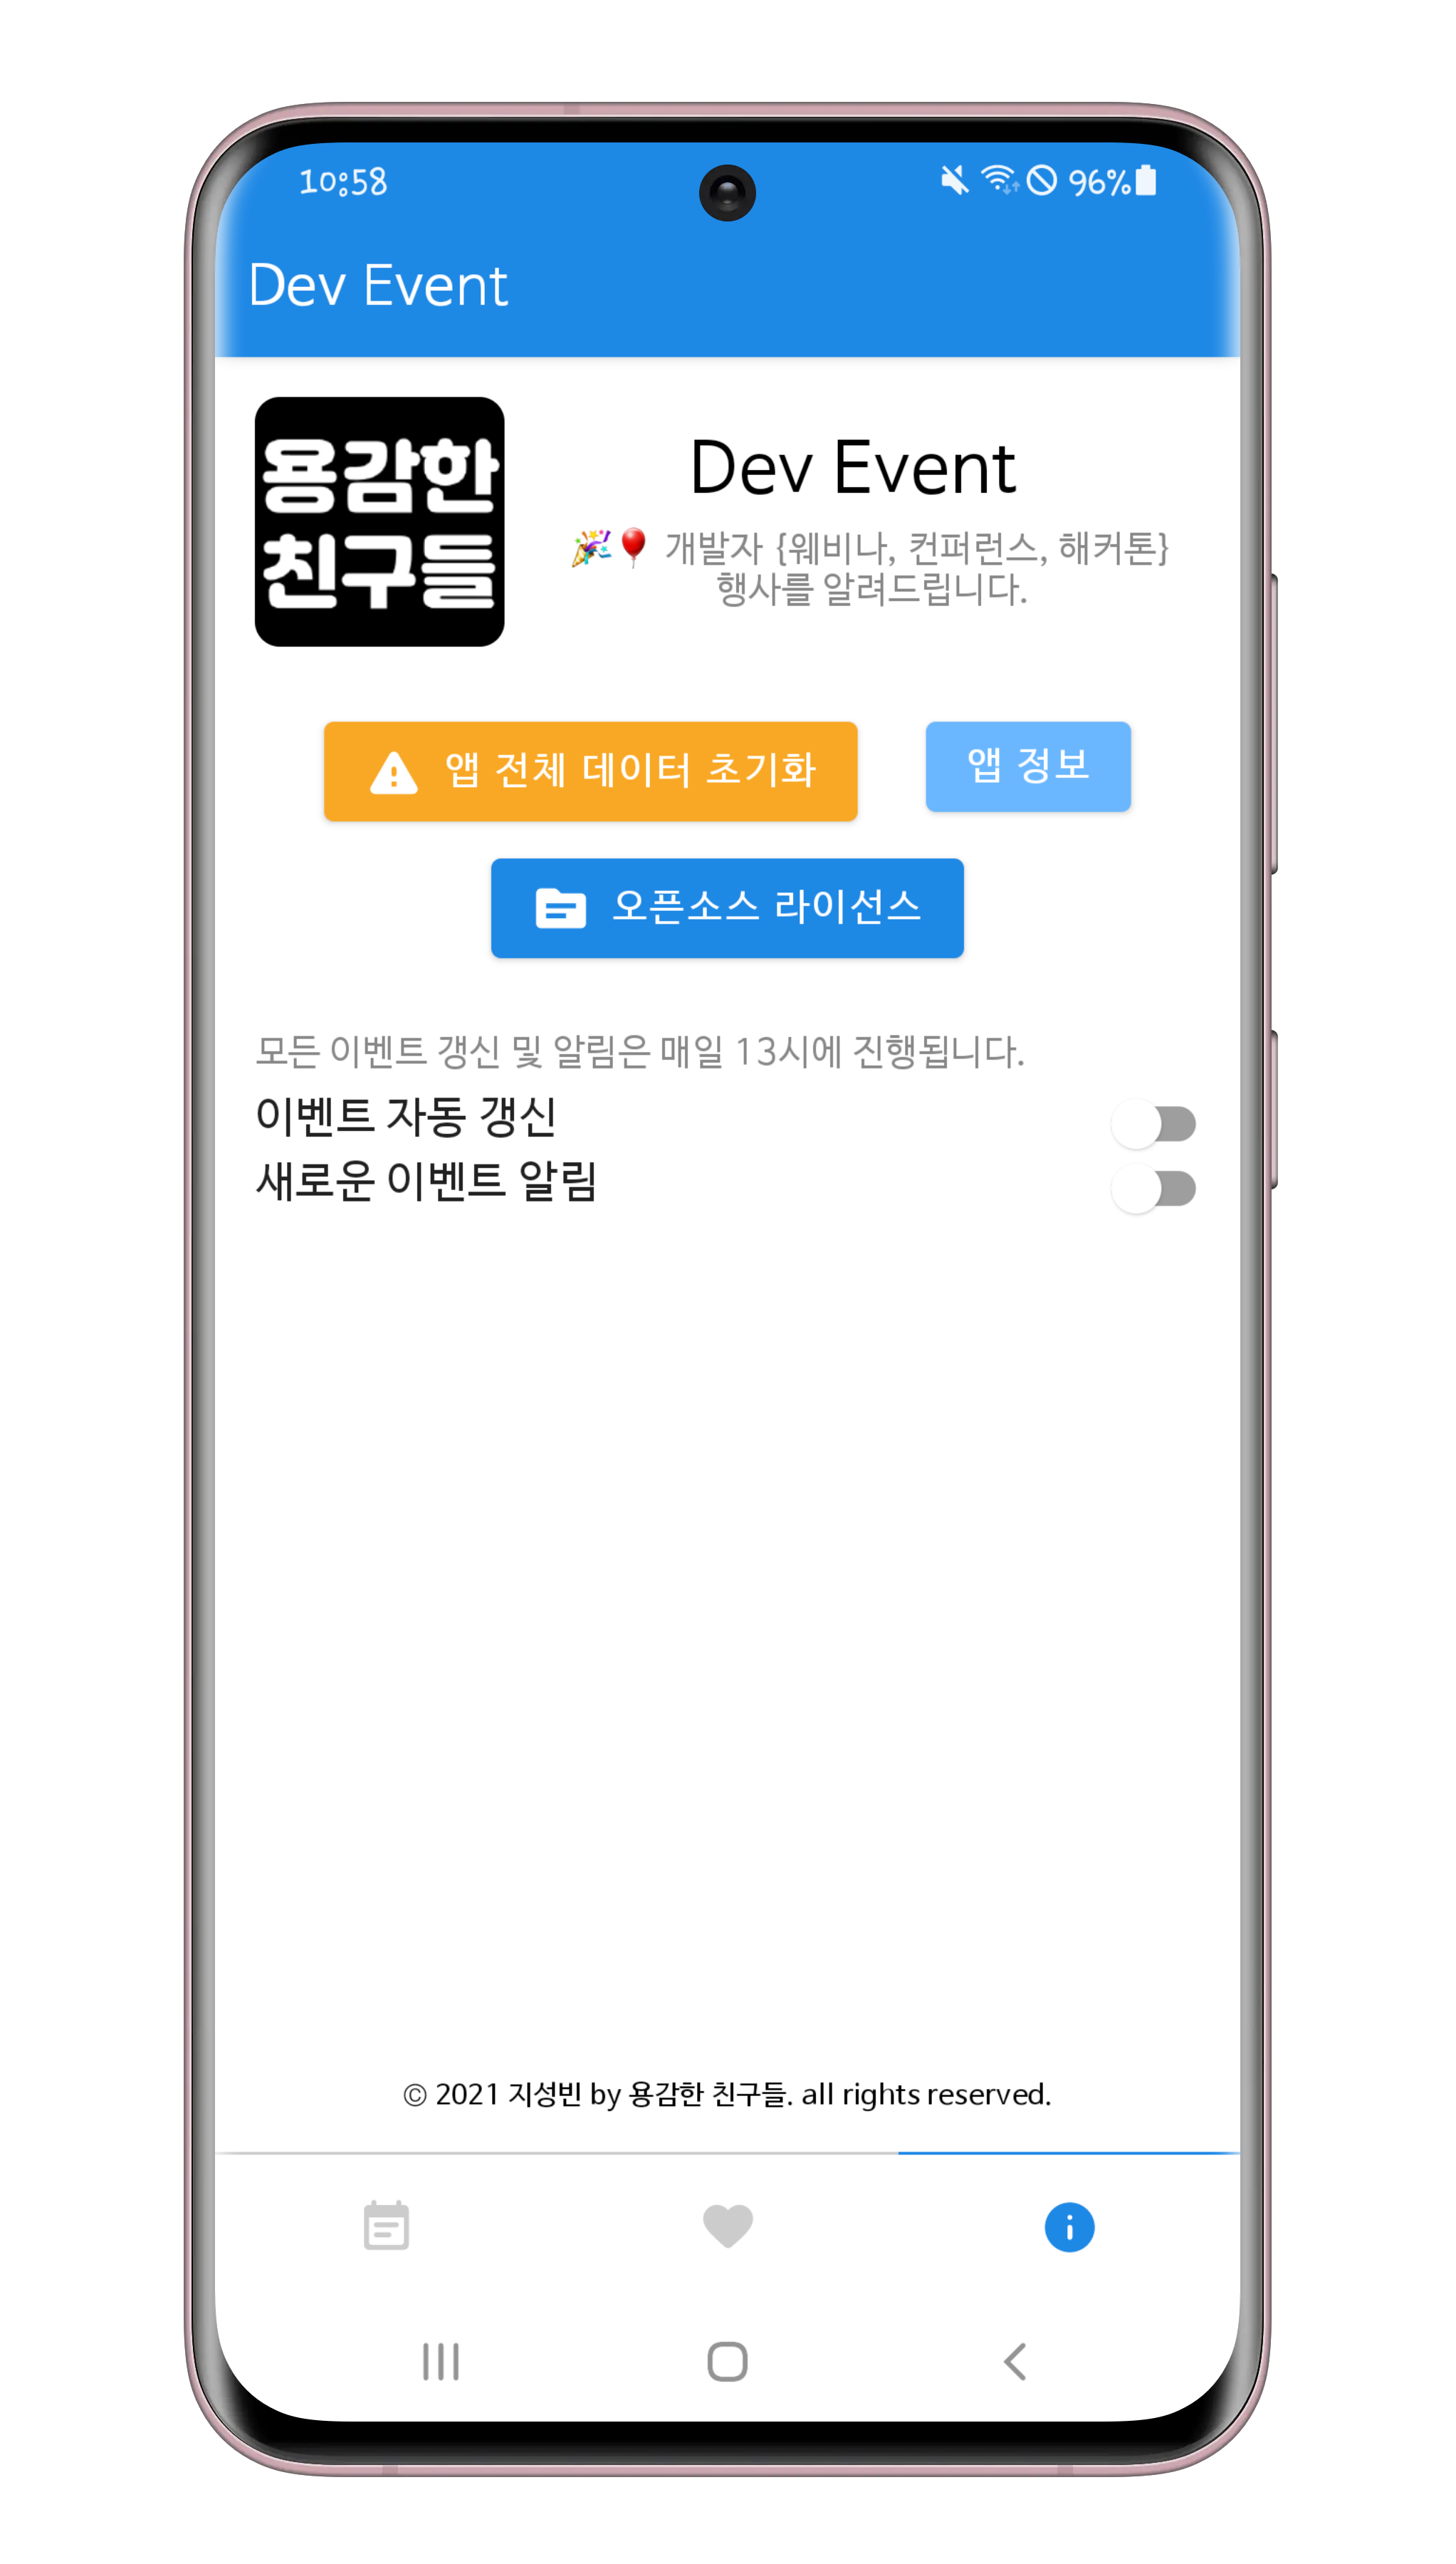 10:58
96%
Dev Event
용감한
친구들
Dev Event
🎉🎈 개발자 {웨비나, 컨퍼런스, 해커톤}
행사를 알려드립니다.
앱 전체 데이터 초기화
앱 정보
오픈소스 라이선스
모든 이벤트 갱신 및 알림은 매일 13시에 진행됩니다.
이벤트 자동 갱신
새로운 이벤트 알림
© 2021 지성빈 by 용감한 친구들. all rights reserved.